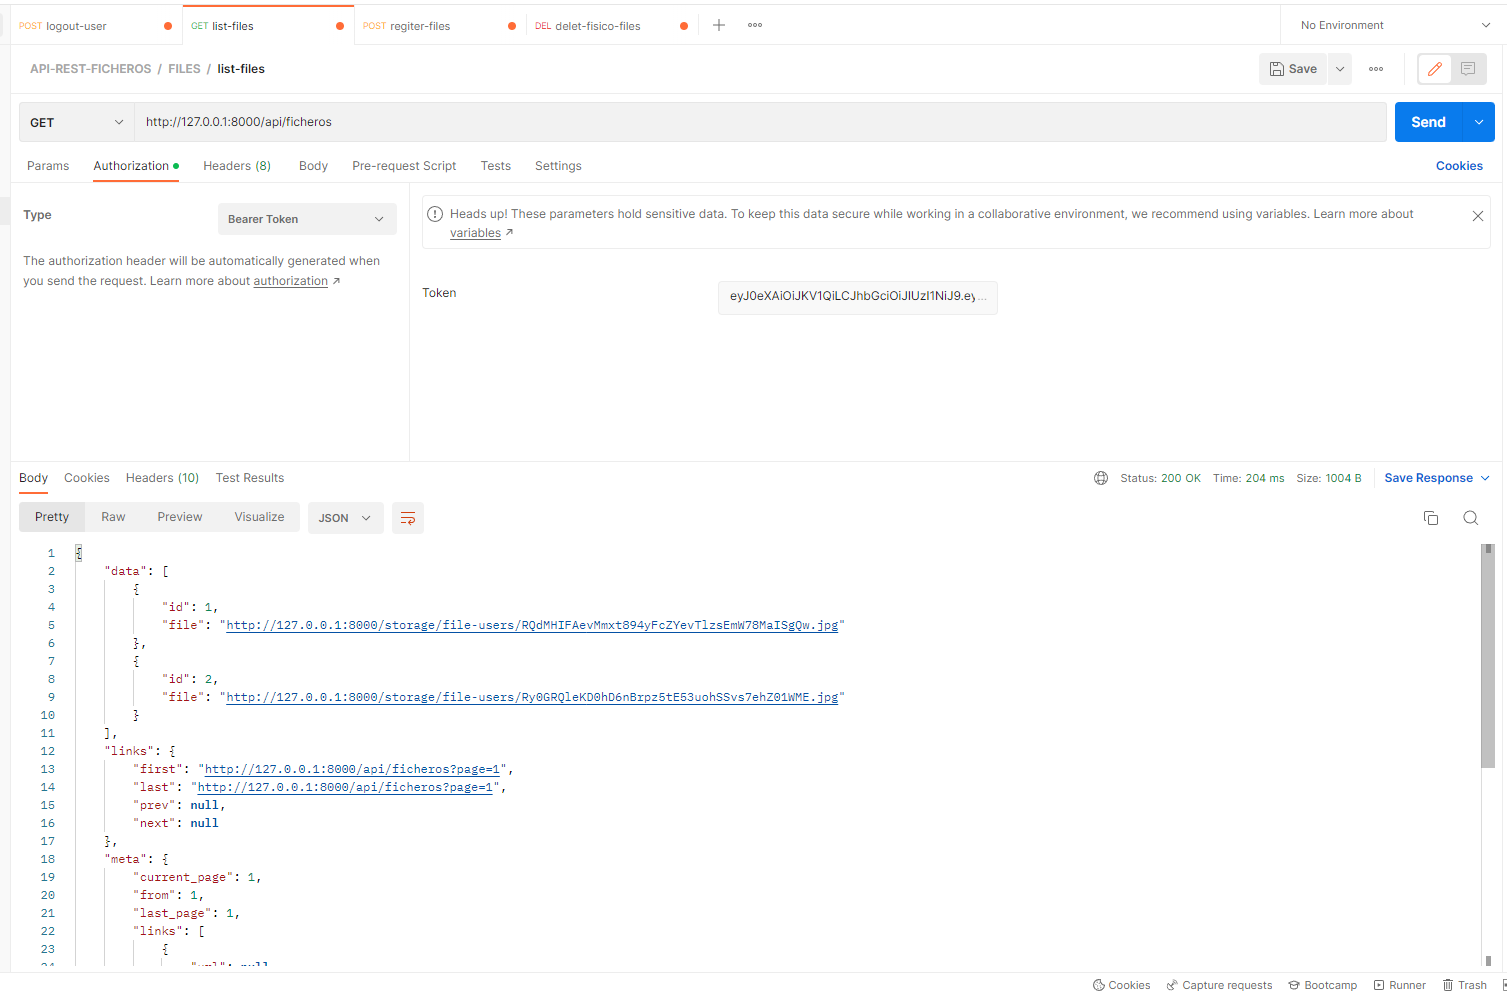 POST logout-user
GET list-files
POST regiter-files
DEL delet-fisico-files
No Environment
API-REST-FICHEROS / FILES / list-files
Save
GET
http://127.0.0.1:8000/api/ficheros
Send
Params
Authorization
Headers (8)
Body
Pre-request Script
Tests
Settings
Cookies
Type
Bearer Token
The authorization header will be automatically generated when
you send the request. Learn more about authorization ↗
Heads up! These parameters hold sensitive data. To keep this data secure while working in a collaborative environment, we recommend using variables. Learn more about
variables ↗
Token
eyJ0eXAiOiJKV1QiLCJhbGciOiJIUzI1NiJ9.ey...
Body
Cookies
Headers (10)
Test Results
Status: 200 OK
Time: 204 ms
Size: 1004 B
Save Response
Pretty
Raw
Preview
Visualize
JSON
1 {
2 "data": [
3 {
4 "id": 1,
5 "file": "http://127.0.0.1:8000/storage/file-users/RQdMHIFAevMmxt894yFcZYevTlzsEmW78MaISgQw.jpg"
6 },
7 {
8 "id": 2,
9 "file": "http://127.0.0.1:8000/storage/file-users/Ry0GRQleKD0hD6nBrpz5tE53uohSSvs7ehZ01WME.jpg"
10 }
11 ],
12 "links": {
13 "first": "http://127.0.0.1:8000/api/ficheros?page=1",
14 "last": "http://127.0.0.1:8000/api/ficheros?page=1",
15 "prev": null,
16 "next": null
17 },
18 "meta": {
19 "current_page": 1,
20 "from": 1,
21 "last_page": 1,
22 "links": [
23 {
24 "url": null
Cookies
Capture requests
Bootcamp
Runner
Trash